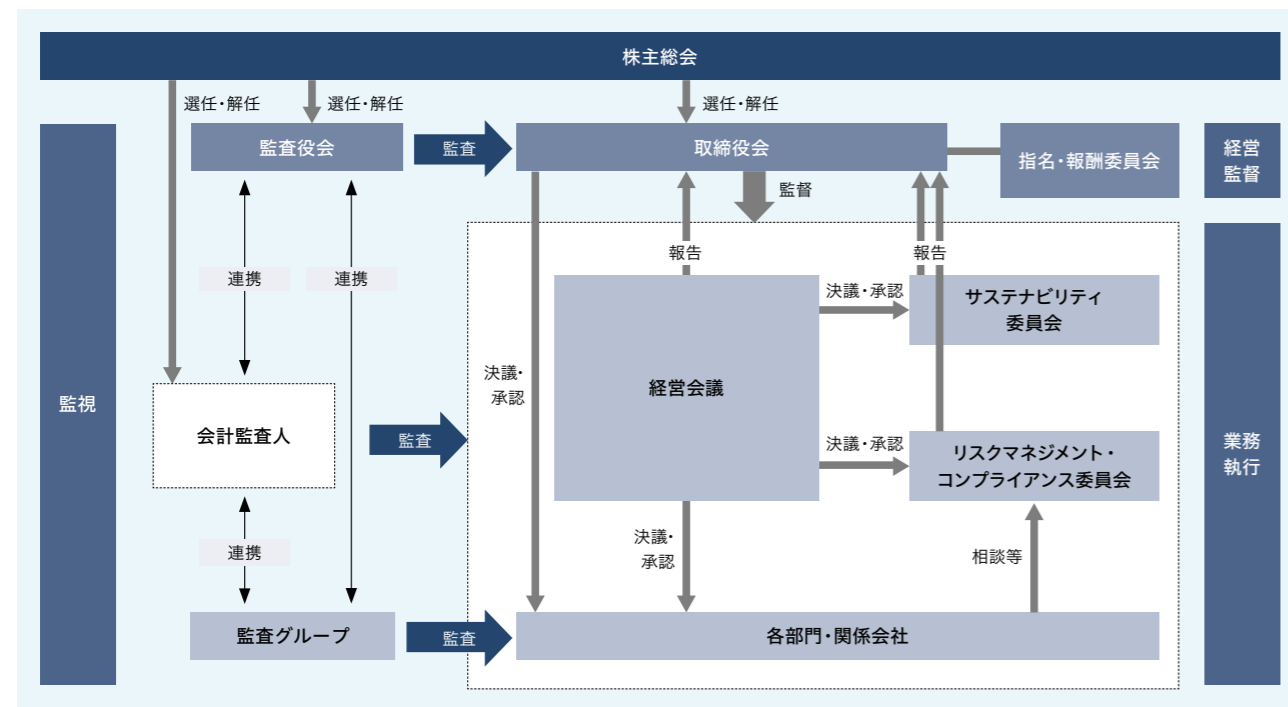 株主総会
選任・解任
選任・解任
選任・解任
監査役会
監査
取締役会
指名・報酬委員会
経営
監督
監督
報告
報告
連携
連携
決議・承認
サステナビリティ
委員会
決議・
承認
経営会議
監視
会計監査人
監査
決議・承認
リスクマネジメント・
コンプライアンス委員会
業務
執行
連携
決議・
承認
相談等
監査グループ
監査
各部門・関係会社